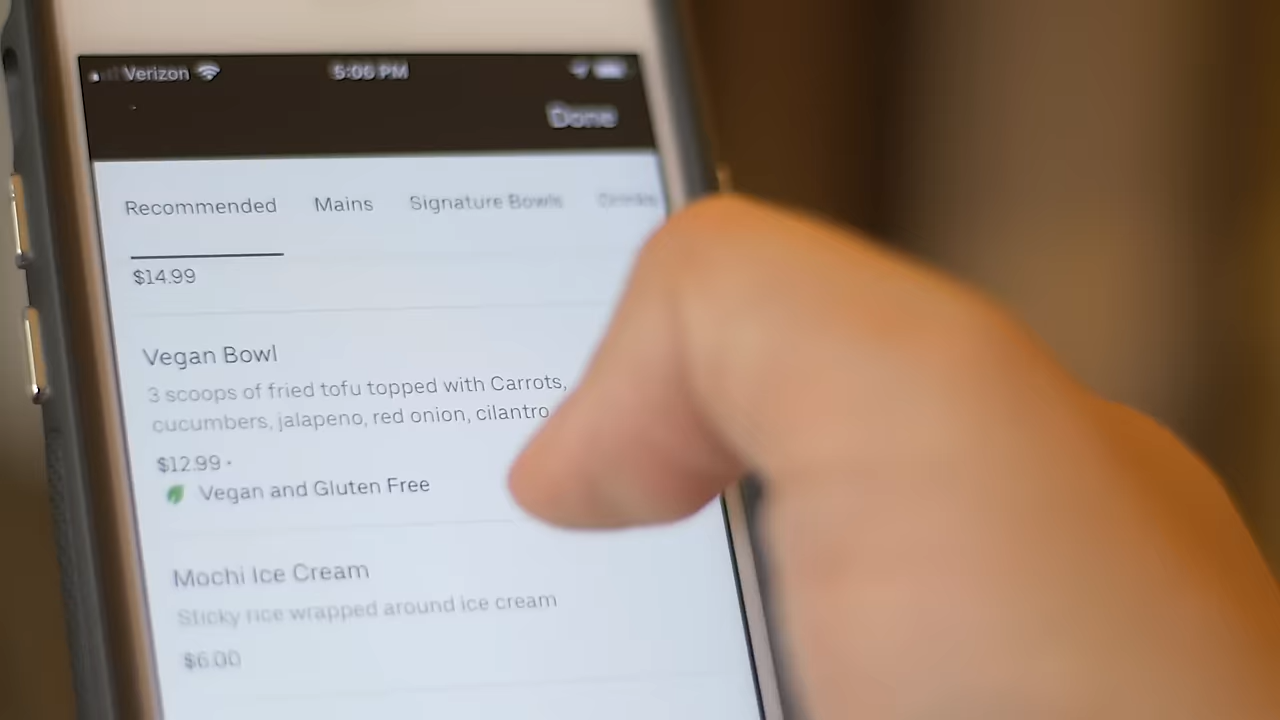 Verizon 5:00 PM
Done
Recommended Mains Signature Bowls
$14.99
Vegan Bowl
3 scoops of fried tofu topped with Carrots,
cucumbers, jalapeno, red onion, cilantro
$12.99 •
Vegan and Gluten Free
Mochi Ice Cream
Sticky rice wrapped around ice cream
$6.00